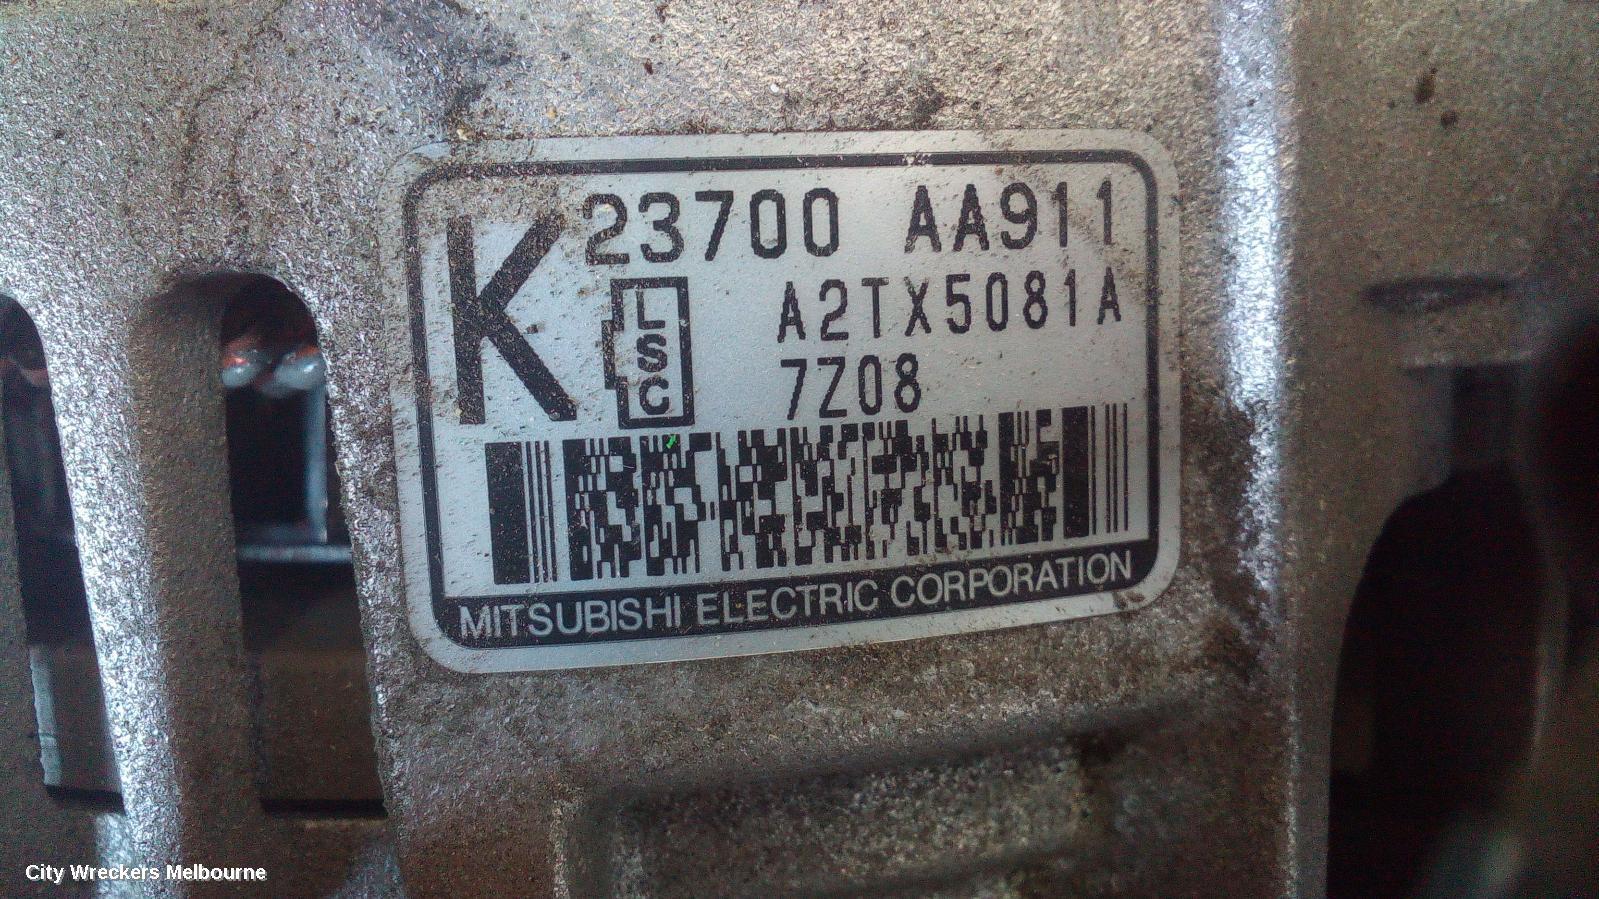 K
23700 AA911
LSC
A2TX5081A
7Z08
MITSUBISHI ELECTRIC CORPORATION
City Wreckers Melbourne